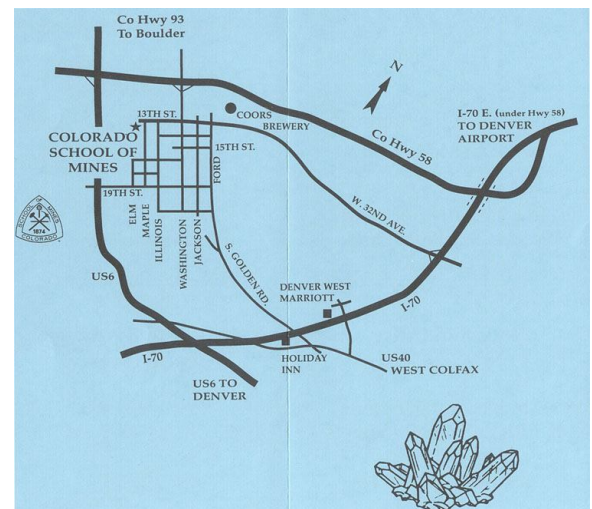 Co Hwy 93
To Boulder
N
13TH ST.
COORS
BREWERY
I-70 E. (under Hwy 58)
TO DENVER
AIRPORT
COLORADO
SCHOOL OF
MINES
15TH ST.
Co Hwy 58
FORD
19TH ST.
ELM
MAPLE
ILLINOIS
WASHINGTON
JACKSON
W. 32ND AVE.
SCHOOL OF MINES
1874
COLORADO
US6
S. GOLDEN RD.
DENVER WEST
MARRIOTT
I-70
I-70
HOLIDAY
INN
US40
WEST COLFAX
US6 TO
DENVER